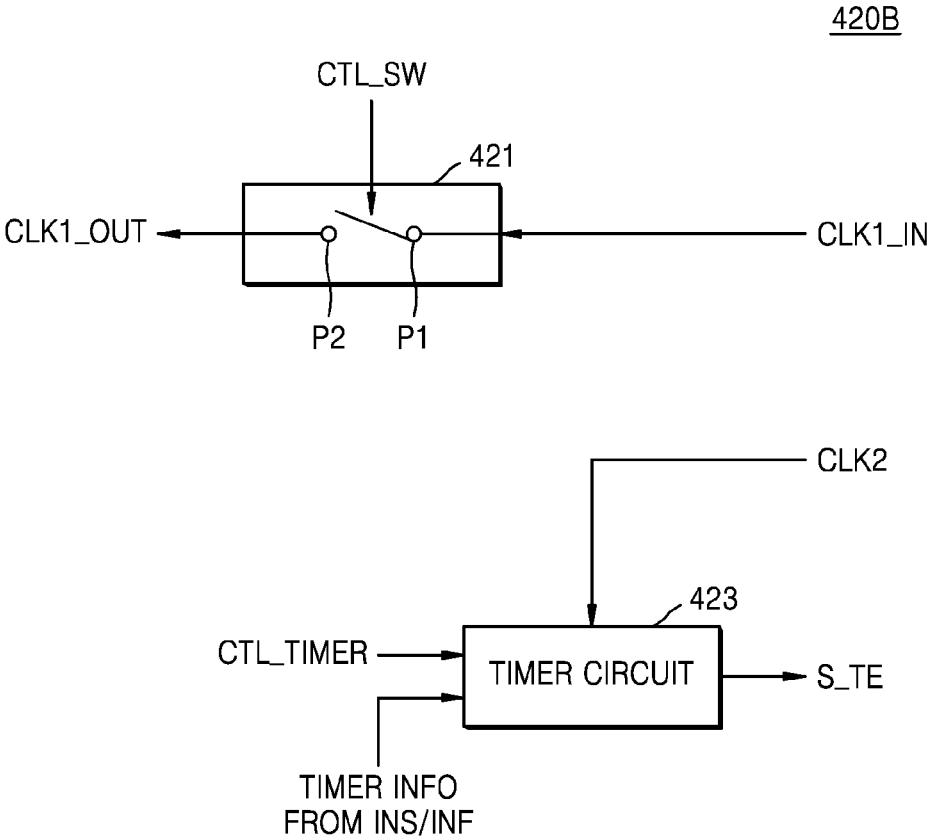 420B
CTL_SW
421
CLK1_OUT
CLK1_IN
P2
P1
CLK2
423
CTL_TIMER
TIMER CIRCUIT
S_TE
TIMER INFO
FROM INS/INF